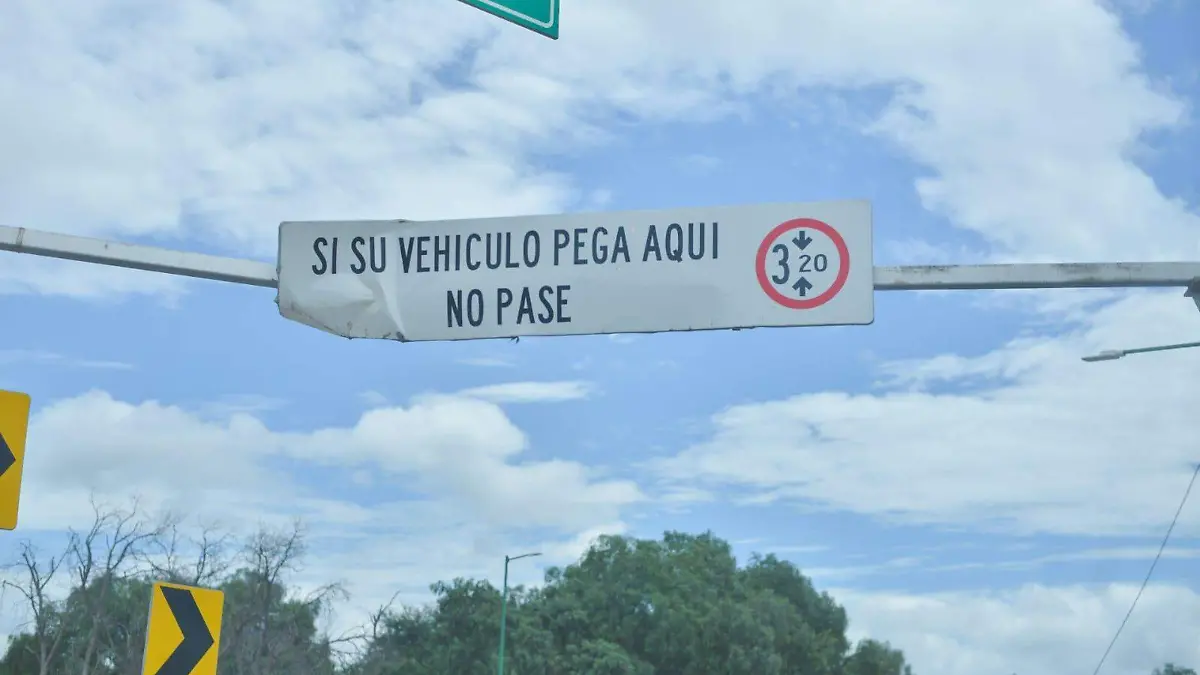 SI SU VEHICULO PEGA AQUI
NO PASE
3 20